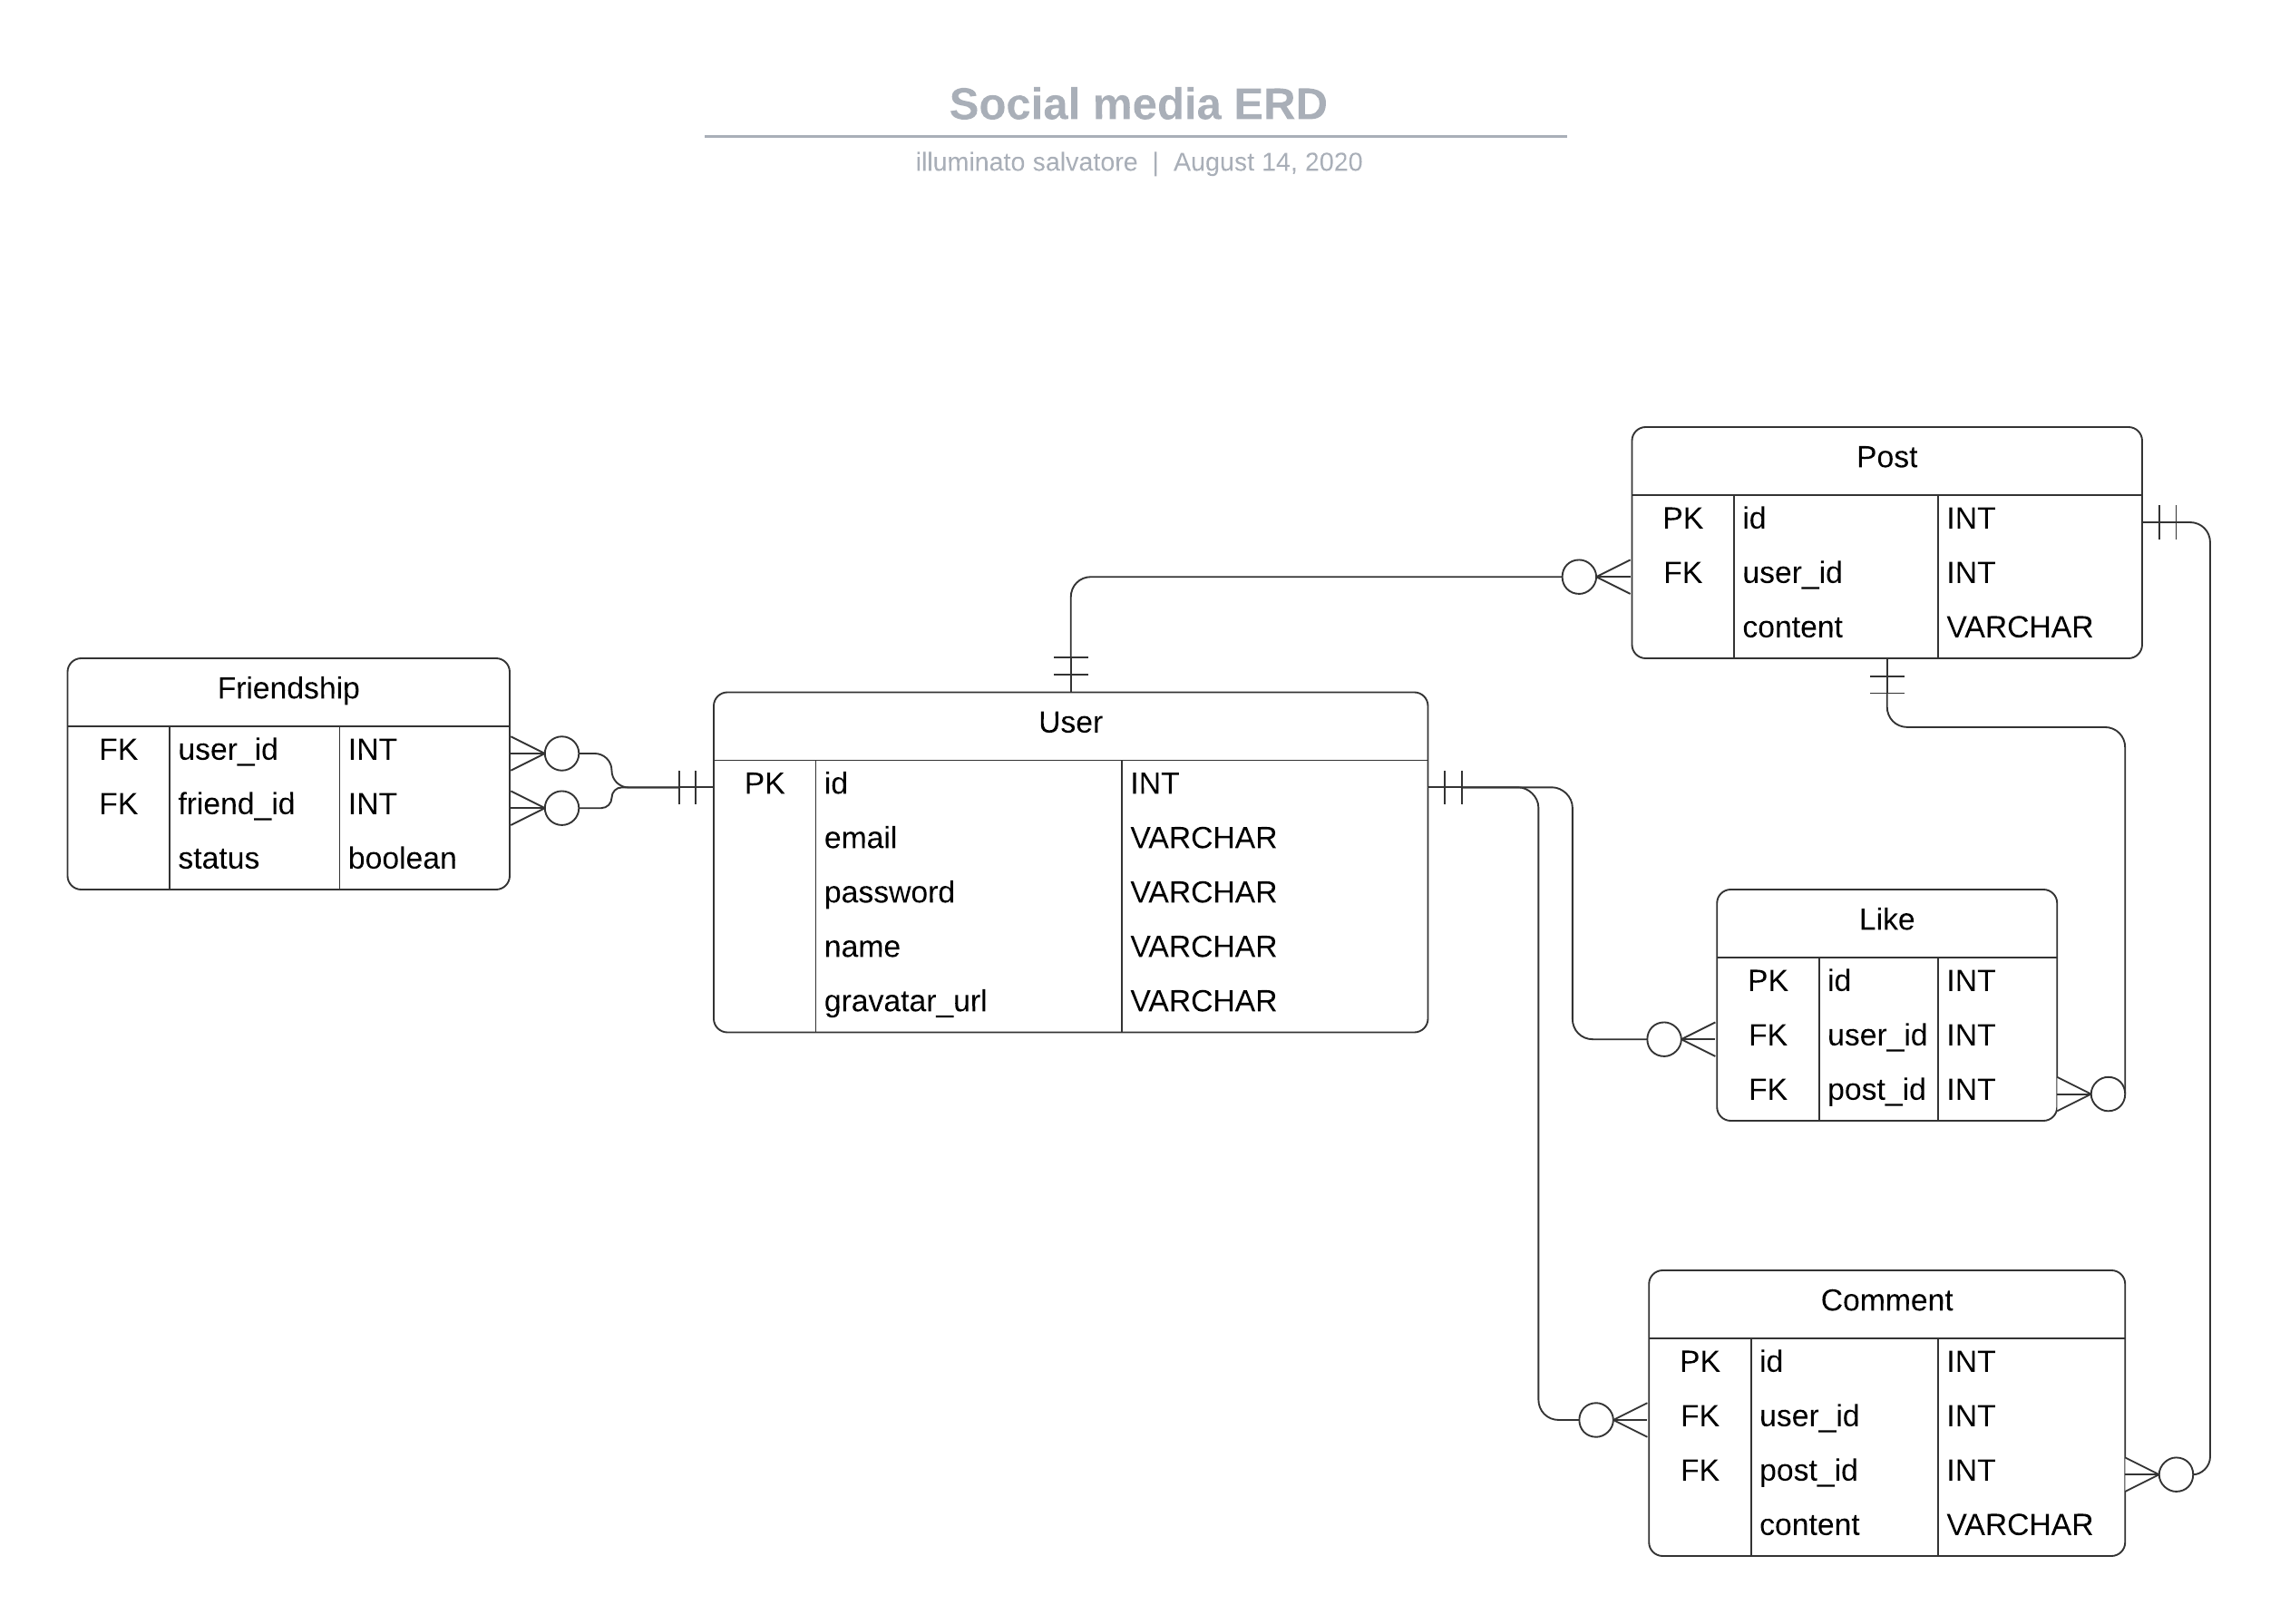 Social media ERD
illuminato salvatore | August 14, 2020
Post
PK id INT
FK user_id INT
content VARCHAR
Friendship
FK user_id INT
FK friend_id INT
status boolean
User
PK id INT
email VARCHAR
password VARCHAR
name VARCHAR
gravatar_url VARCHAR
Like
PK id INT
FK user_id INT
FK post_id INT
Comment
PK id INT
FK user_id INT
FK post_id INT
content VARCHAR